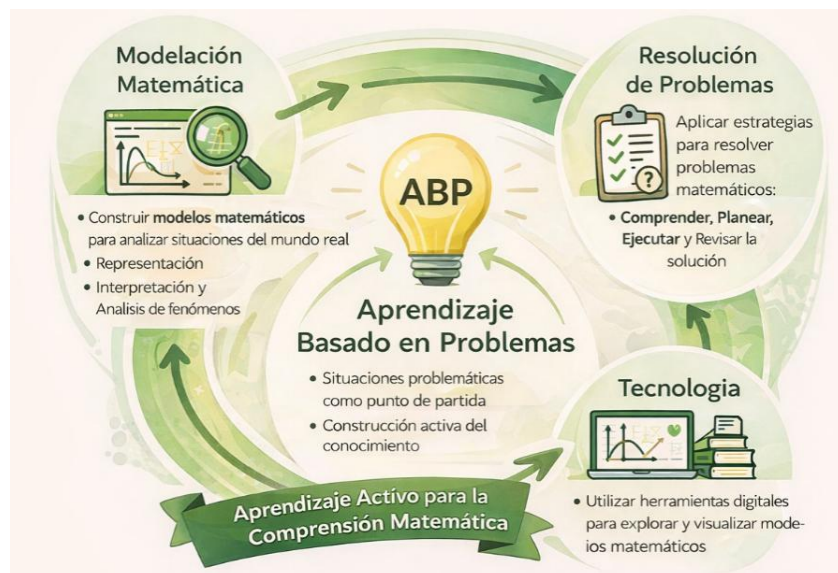 Modelación
Matemática
• Construir modelos matemáticos
para analizar situaciones del mundo real
• Representación
• Interpretación y
Analisis de fenómenos
Resolución
de Problemas
Aplicar estrategias
para resolver
problemas
matemáticos:
• Comprender, Planear,
Ejecutar y Revisar la
solución
ABP
Aprendizaje
Basado en Problemas
• Situaciones problemáticas
como punto de partida
• Construcción activa del
conocimiento
Tecnologia
• Utilizar herramientas digitales
para explorar y visualizar mode-
ios matemáticos
Aprendizaje Activo para la
Comprensión Matemática